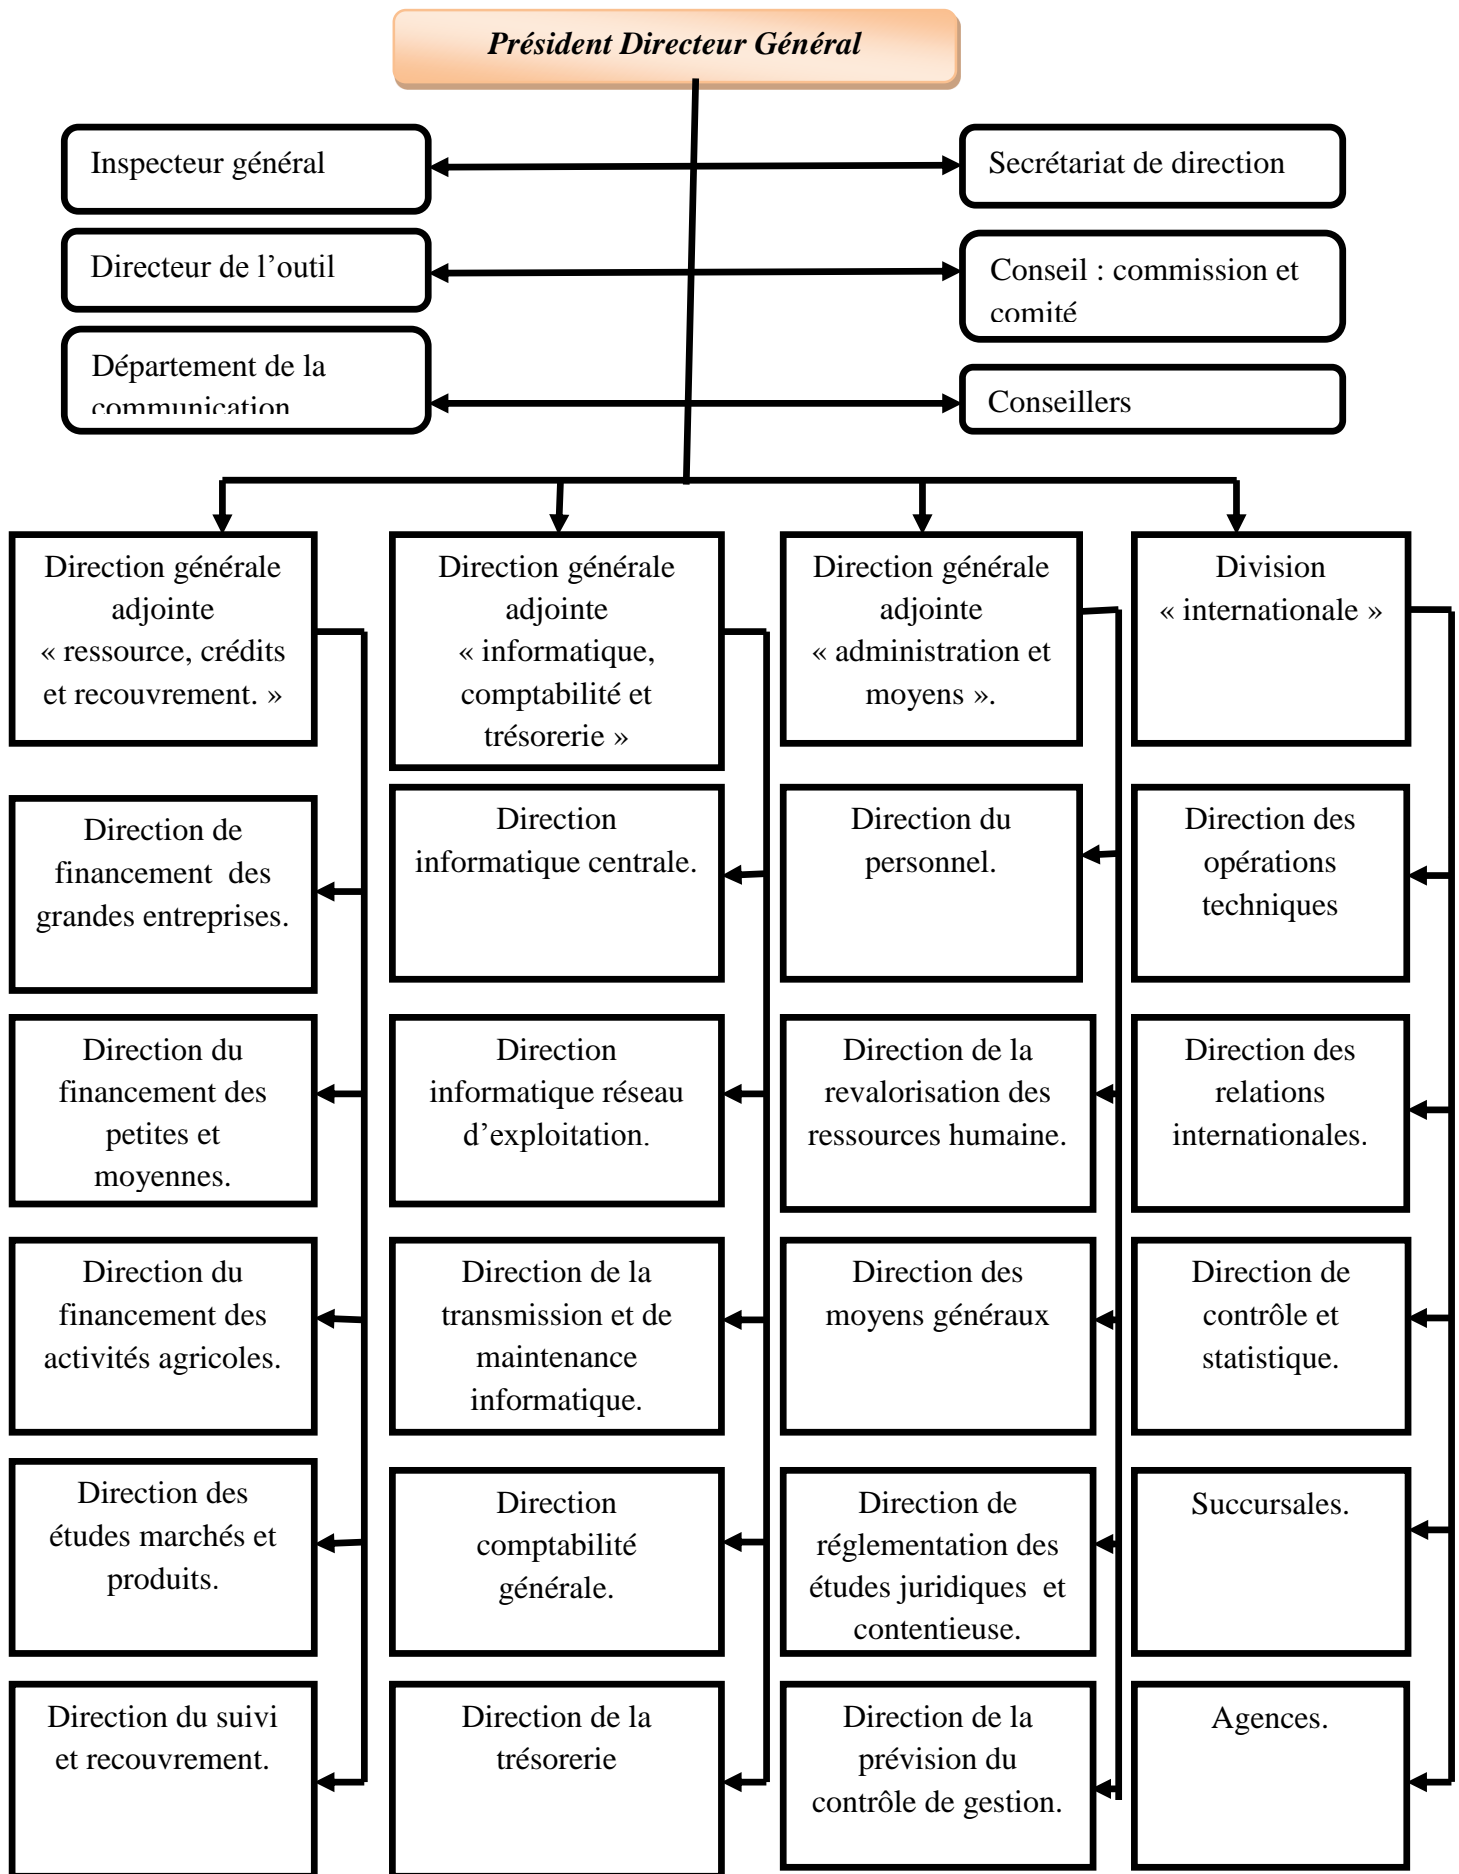 Président Directeur Général
Inspecteur général
Secrétariat de direction
Directeur de l’outil
Conseil : commission et
comité
Département de la
communication
Conseillers
Direction générale
adjointe
« ressource, crédits
et recouvrement. »
Direction générale
adjointe
« informatique,
comptabilité et
trésorerie »
Direction générale
adjointe
« administration et
moyens ».
Division
« internationale »
Direction de
financement  des
grandes entreprises.
Direction
informatique centrale.
Direction du
personnel.
Direction des
opérations
techniques
Direction du
financement des
petites et
moyennes.
Direction
informatique réseau
d’exploitation.
Direction de la
revalorisation des
ressources humaine.
Direction des
relations
internationales.
Direction du
financement des
activités agricoles.
Direction de la
transmission et de
maintenance
informatique.
Direction des
moyens généraux
Direction de
contrôle et
statistique.
Direction des
études marchés et
produits.
Direction
comptabilité
générale.
Direction de
réglementation des
études juridiques  et
contentieuse.
Succursales.
Direction du suivi
et recouvrement.
Direction de la
trésorerie
Direction de la
prévision du
contrôle de gestion.
Agences.